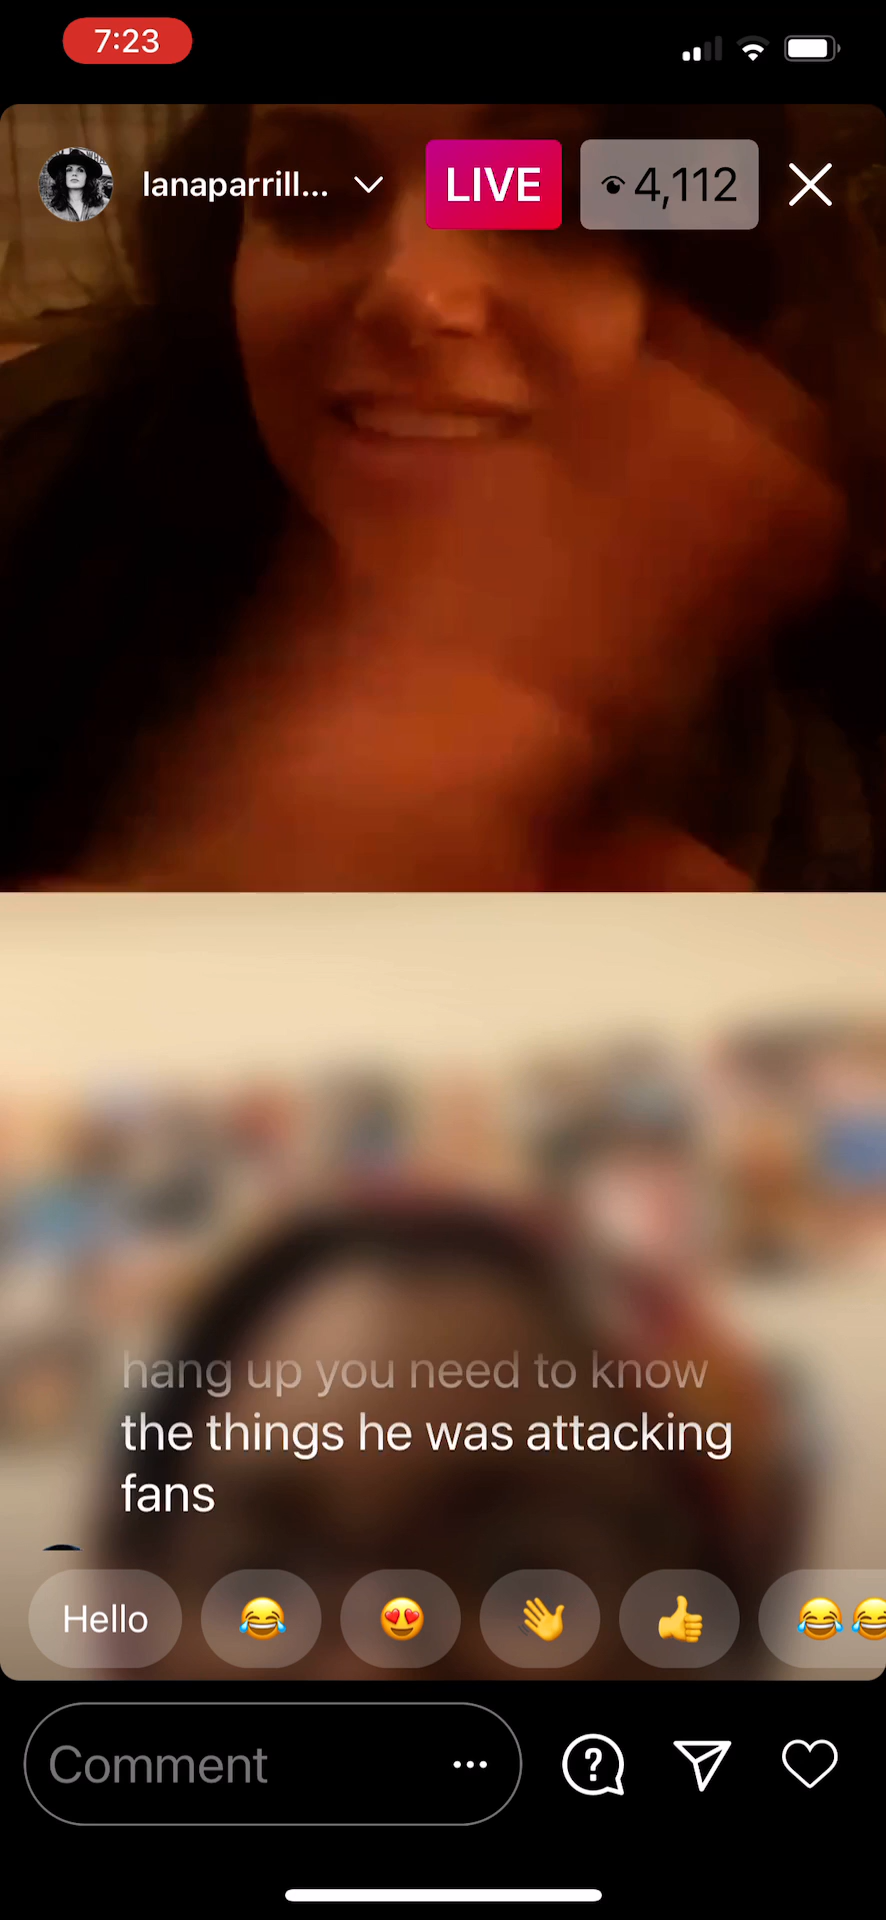 7:23
lanaparrill...
LIVE
4,112
hang up you need to know
the things he was attacking
fans
Hello
Comment